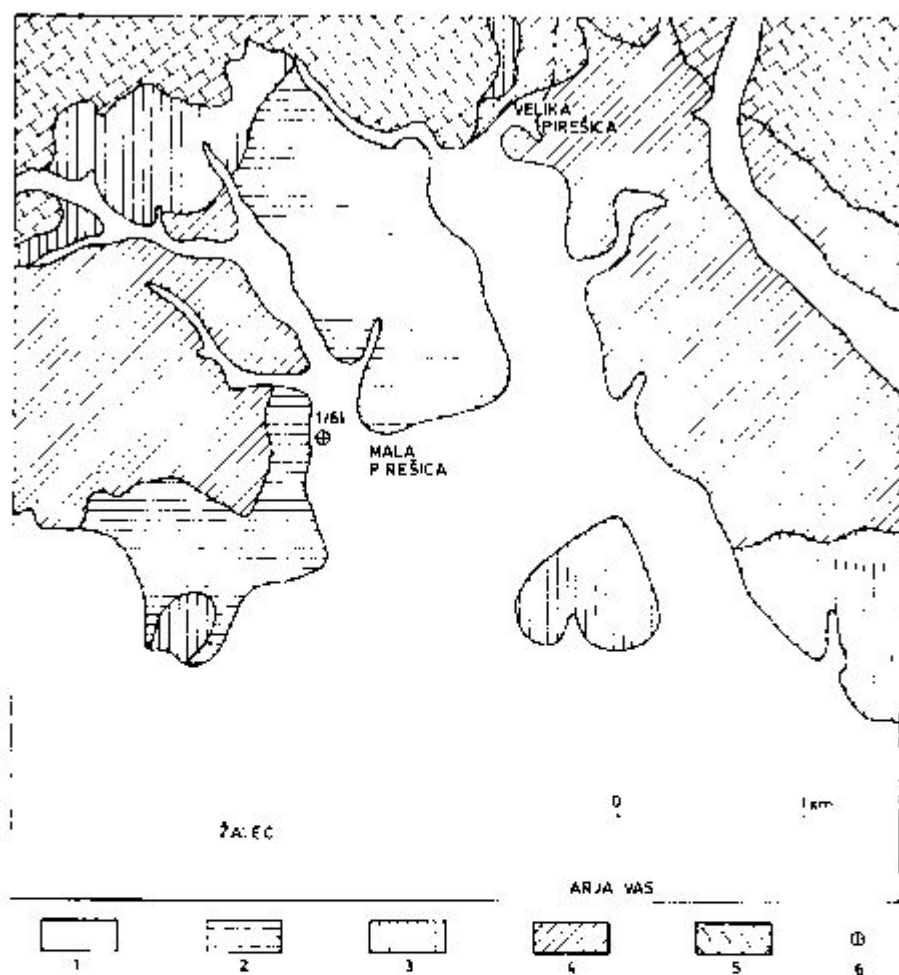 VELIKA
PIREŠICA
MALA
PIREŠICA
0 1 km
ŽALEC
ARJA VAS
1 2 3 4 5 6